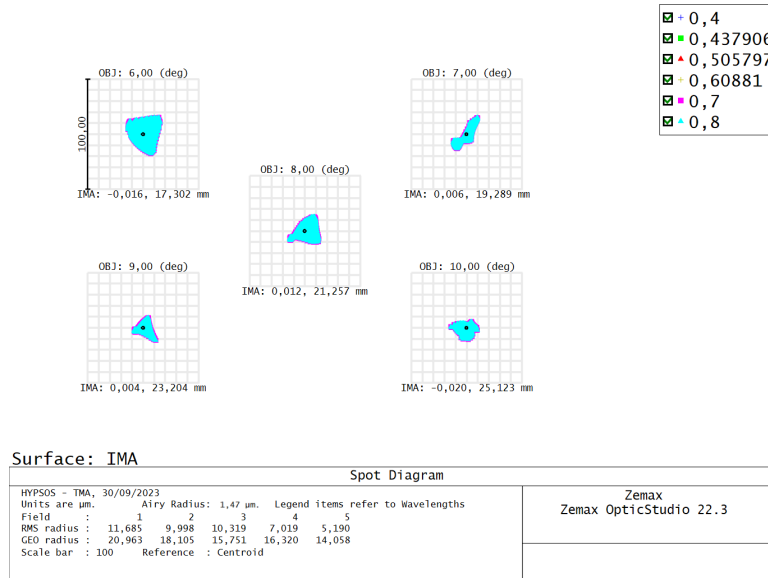 0,4
0,437906
0,505797
0,60881
0,7
0,8
OBJ: 6,00 (deg)
100,00
IMA: -0,016, 17,302 mm
OBJ: 7,00 (deg)
IMA: 0,006, 19,289 mm
OBJ: 8,00 (deg)
IMA: 0,012, 21,257 mm
OBJ: 9,00 (deg)
IMA: 0,004, 23,204 mm
OBJ: 10,00 (deg)
IMA: -0,020, 25,123 mm
Surface: IMA
Spot Diagram
HYPSOS - TMA, 30/09/2023
Units are µm. Airy Radius: 1,47 µm. Legend items refer to Wavelengths
Field : 1 2 3 4 5
RMS radius : 11,685 9,998 10,319 7,019 5,190
GEO radius : 20,963 18,105 15,751 16,320 14,058
Scale bar : 100 Reference : Centroid
Zemax
Zemax OpticStudio 22.3